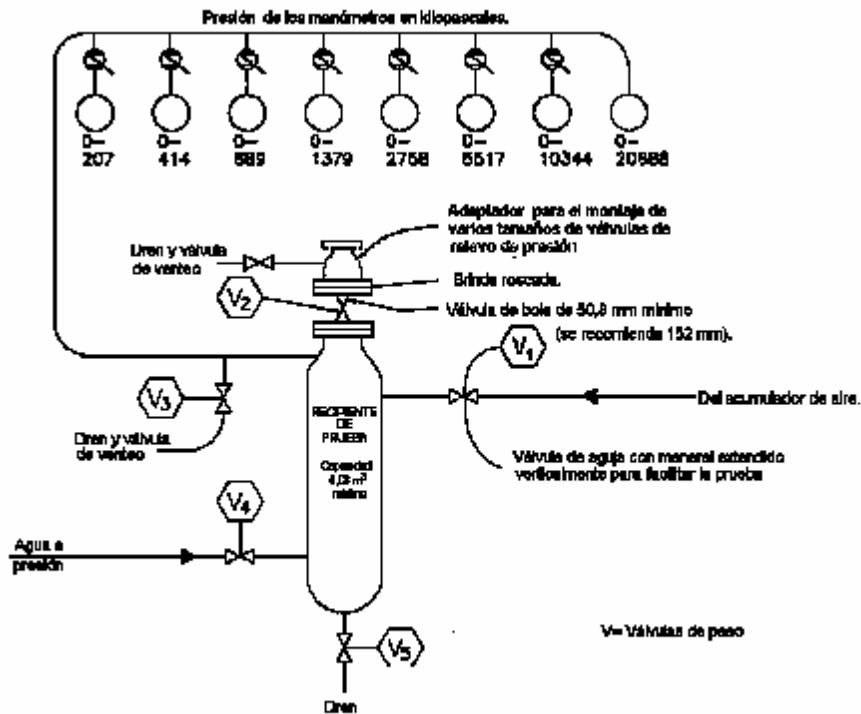 Presión de los manómetros en kilopascales.
0–
207
0–
414
0–
689
0–
1379
0–
2758
0–
5517
0–
10344
0–
20688
Adaptador para el montaje de
varios tamaños de válvulas de
relevo de presión
Dren y válvula
de venteo
Brinda roscada.
V2
Válvula de bola de 50,8 mm mínimo
(se recomienda 152 mm).
V1
V3
Del acumulador de aire.
RECIPIENTE
DE
PRUEBA
Capacidad
m³
mínimo
Dren y válvula
de venteo
Válvula de aguja con maneral extendido
verticalmente para facilitar la prueba
V4
Agua a
presión
V5
V= Válvulas de paso
Dren